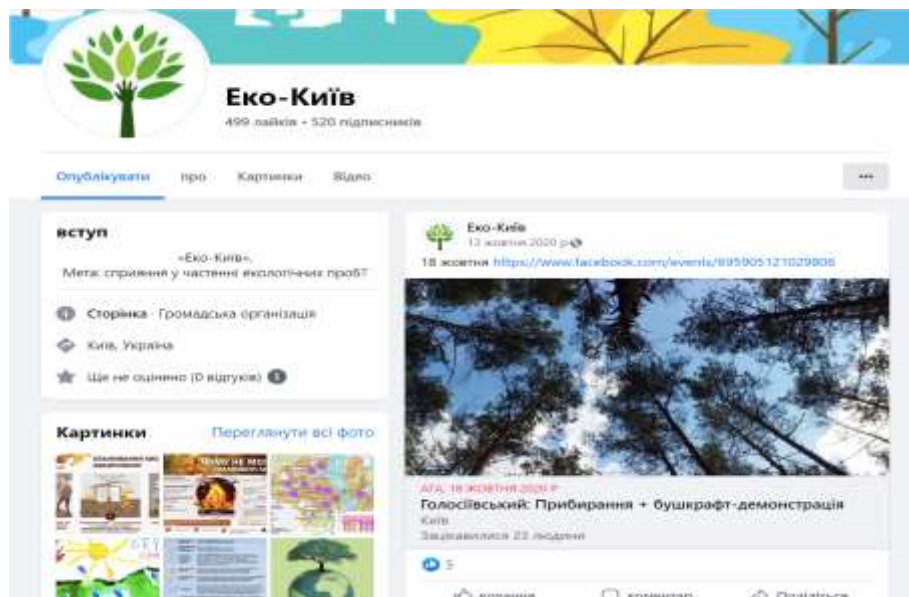 Еко-Київ
499 лайків • 520 підписників
Опублікувати про Картинки Відео
вступ
«Еко-Київ».
Мета: сприяння у частенні екологічних проб?
Сторінка · Громадська організація
Київ, Україна
Ще не оцінено (0 відгуків)
Картинки Переглянути всі фото
Еко-Київ
13 жовтня 2020 р
18 жовтня https://www.facebook.com/events/895905121029806
18 ЖОВТНЯ 2020 Р
Голосіївський: Прибирання + бушкрафт-демонстрація
Київ
Зацікавилися 23 людини
5
кохання коментар Поділіться